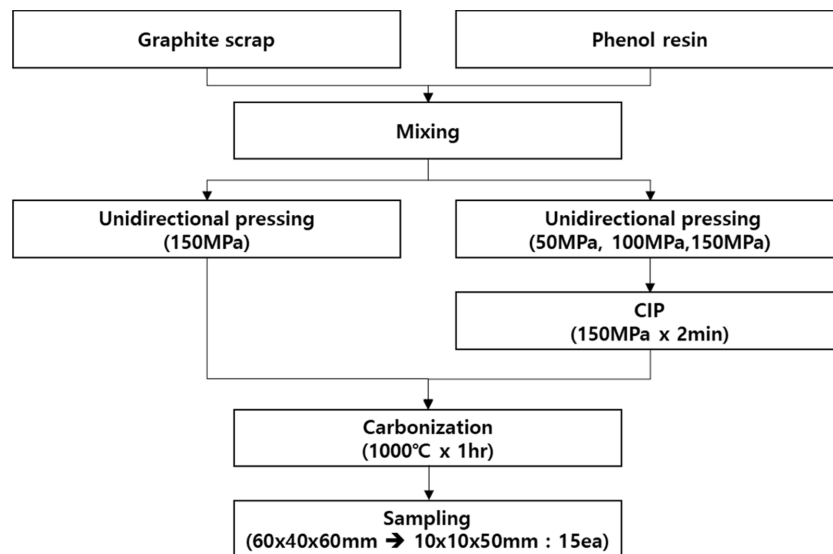 Graphite scrap
Phenol resin
Mixing
Unidirectional pressing
(150MPa)
Unidirectional pressing
(50MPa, 100MPa,150MPa)
CIP
(150MPa x 2min)
Carbonization
(1000℃ x 1hr)
Sampling
(60x40x60mm ➔ 10x10x50mm : 15ea)